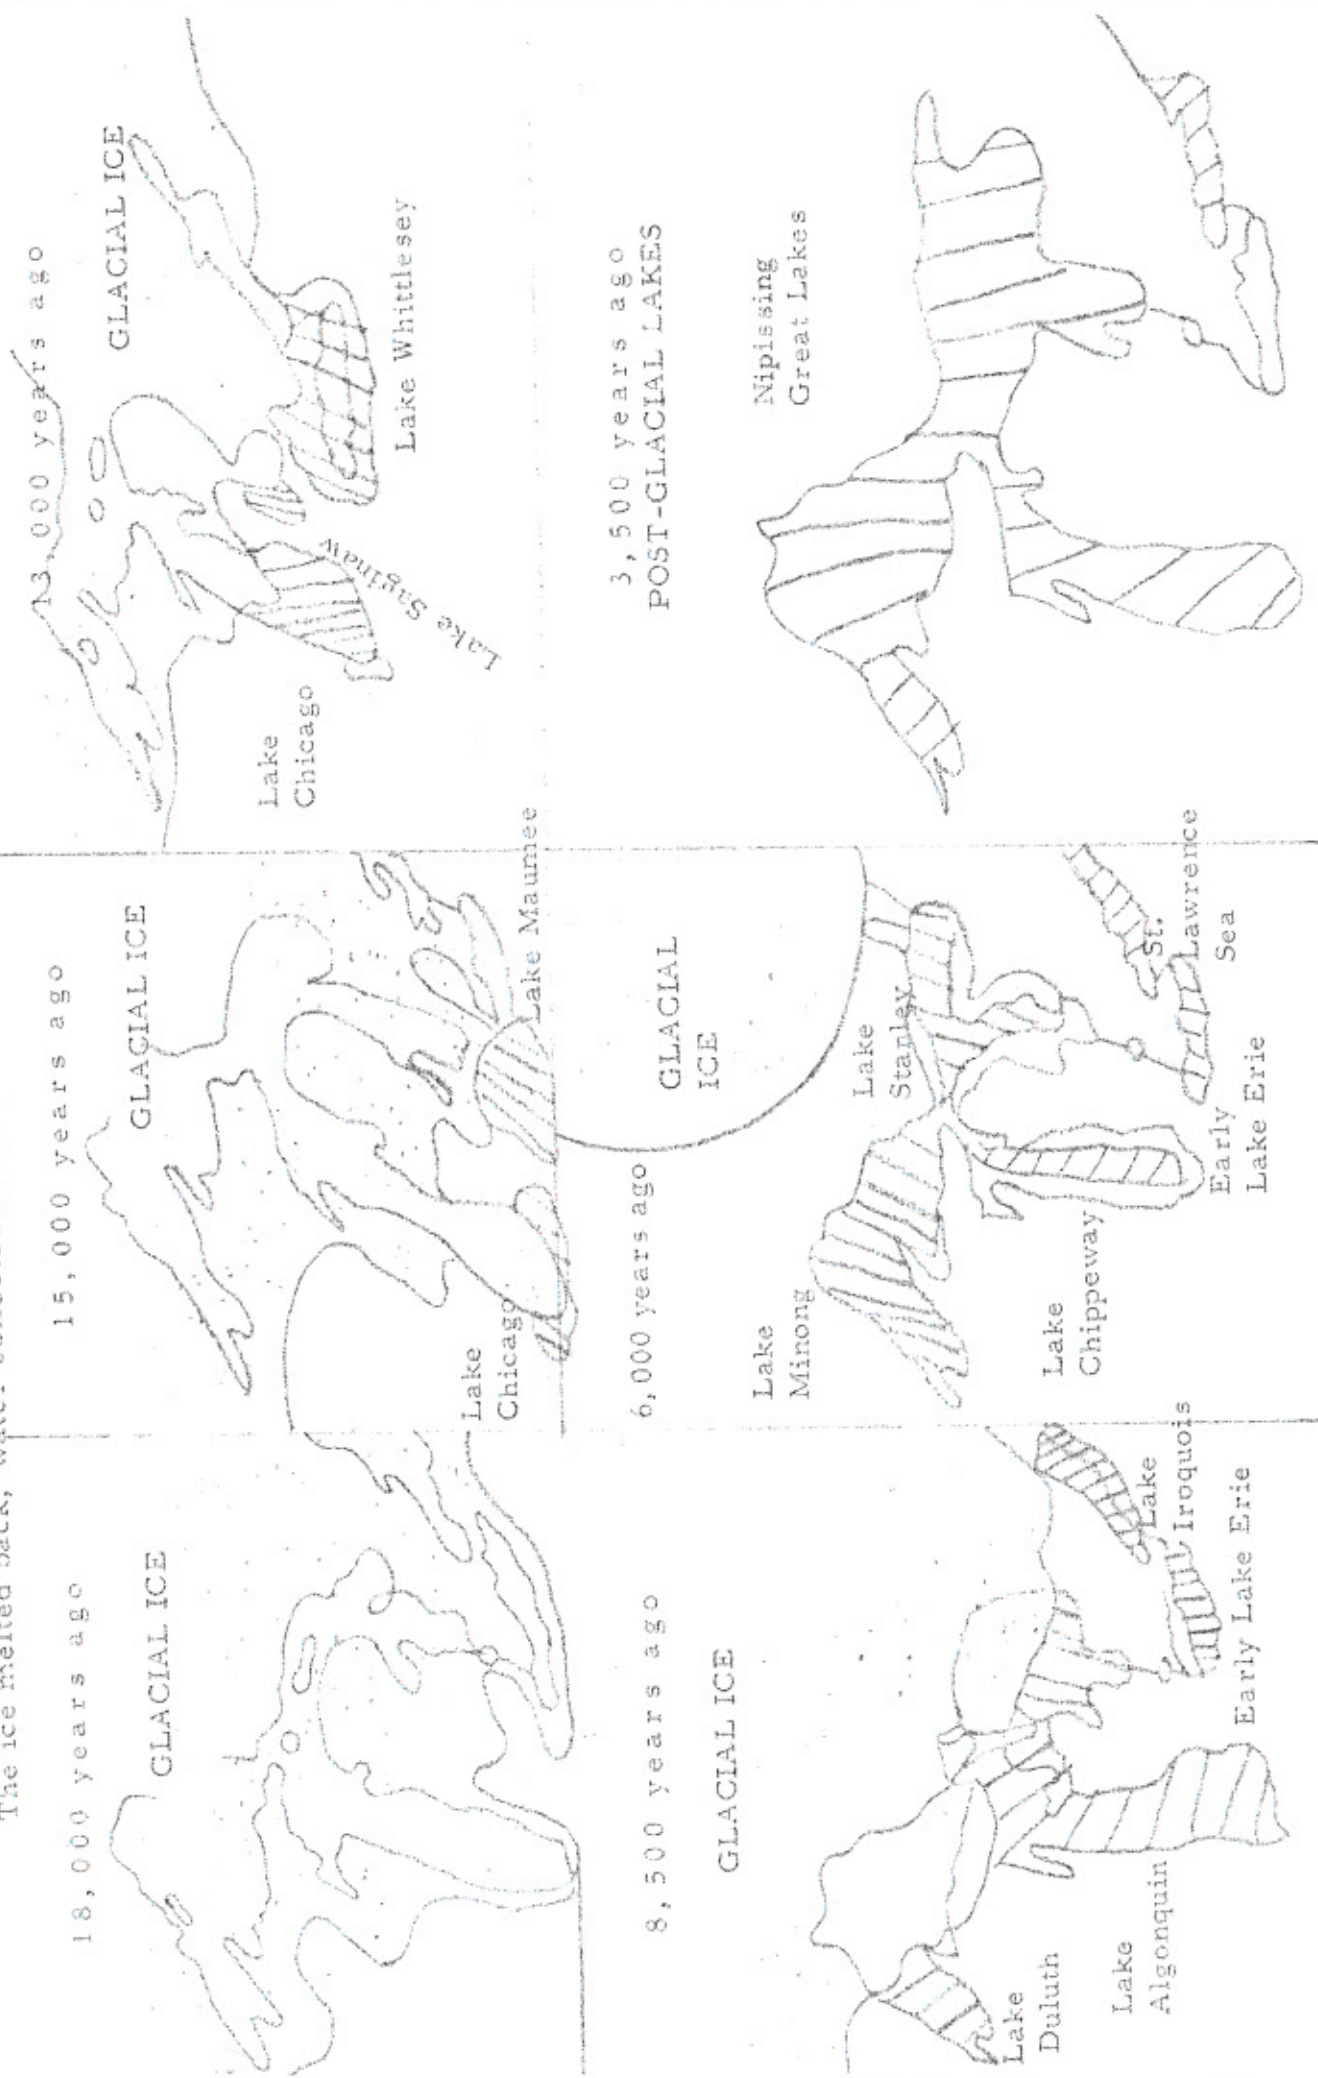 The ice melted back, water
18,000 years ago
GLACIAL ICE
15,000 years ago
GLACIAL ICE
Lake
Chicago
Lake Maumee
13,000 years ago
GLACIAL ICE
Lake
Chicago
Lake Saginaw
Lake Whittlesey
8,500 years ago
GLACIAL ICE
Lake
Duluth
Lake
Algonquin
Early Lake Erie
Lake
Iroquois
6,000 years ago
GLACIAL
ICE
Lake
Minong
Lake
Stanley
Lake
Chippeway
Early
Lake Erie
St.
Lawrence
Sea
3,500 years ago
POST-GLACIAL LAKES
Nipissing
Great Lakes